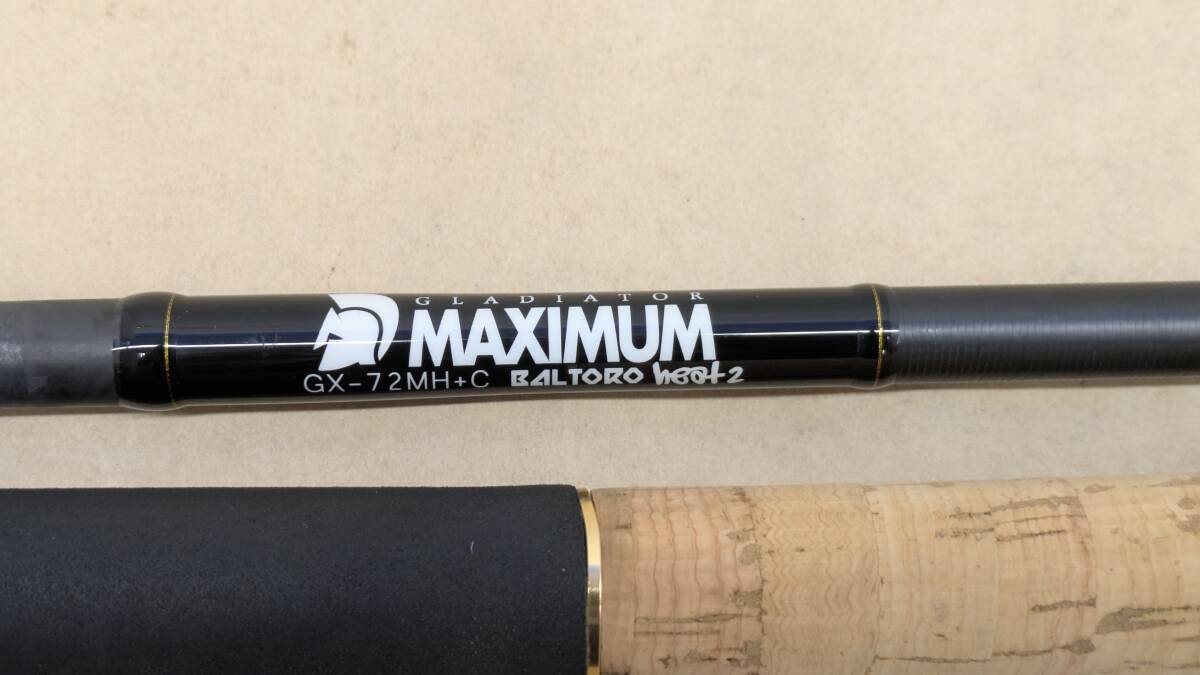 GLADIATOR
MAXIMUM
GX-72MH+C BALTORO heat2